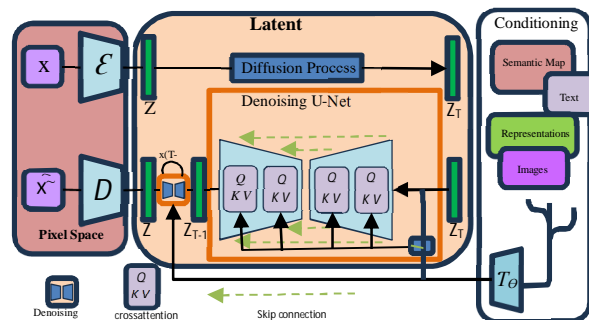 Latent
Conditioning
X
ℰ
Z
Diffusion Process
Z_T
Semantic Map
Text
Denoising U-Net
Representations
Images
x(T-
X~
D
Z
Z_T-1
Q
KV
Q
KV
Q
KV
Q
KV
Z_T
Pixel Space
T_Θ
Denoising
Q
KV
crossattention
Skip connection